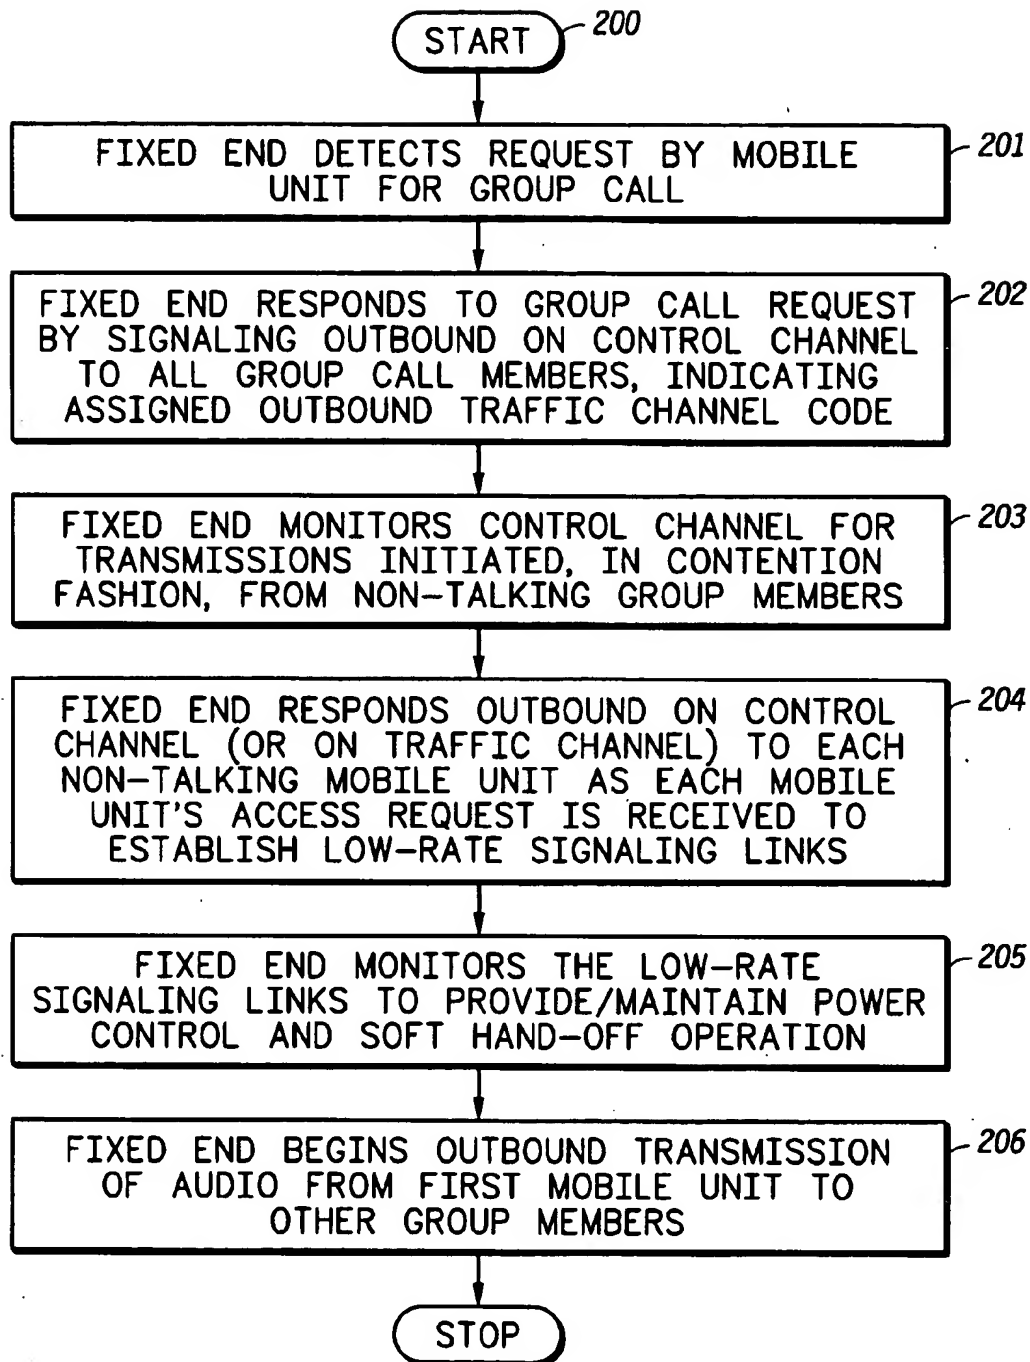 START
200
FIXED END DETECTS REQUEST BY MOBILE
UNIT FOR GROUP CALL
201
FIXED END RESPONDS TO GROUP CALL REQUEST
BY SIGNALING OUTBOUND ON CONTROL CHANNEL
TO ALL GROUP CALL MEMBERS, INDICATING
ASSIGNED OUTBOUND TRAFFIC CHANNEL CODE
202
FIXED END MONITORS CONTROL CHANNEL FOR
TRANSMISSIONS INITIATED, IN CONTENTION
FASHION, FROM NON-TALKING GROUP MEMBERS
203
FIXED END RESPONDS OUTBOUND ON CONTROL
CHANNEL (OR ON TRAFFIC CHANNEL) TO EACH
NON-TALKING MOBILE UNIT AS EACH MOBILE
UNIT'S ACCESS REQUEST IS RECEIVED TO
ESTABLISH LOW-RATE SIGNALING LINKS
204
FIXED END MONITORS THE LOW-RATE
SIGNALING LINKS TO PROVIDE/MAINTAIN POWER
CONTROL AND SOFT HAND-OFF OPERATION
205
FIXED END BEGINS OUTBOUND TRANSMISSION
OF AUDIO FROM FIRST MOBILE UNIT TO
OTHER GROUP MEMBERS
206
STOP